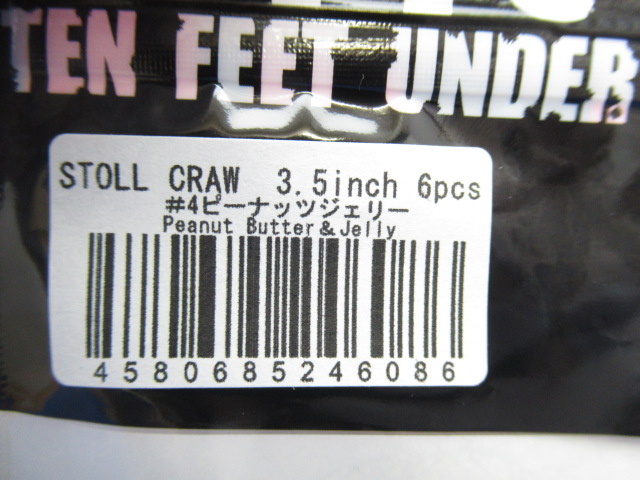 TEN FEET UNDER
STOLL CRAW 3.5inch 6pcs
#4ピーナッツジェリー
Peanut Butter&Jelly
4580685246086